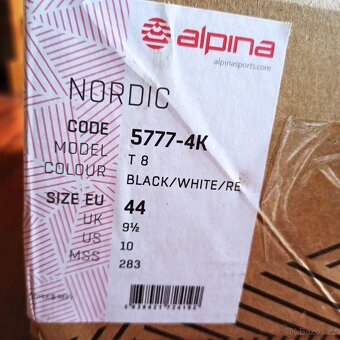 alpina
alpinasports.com
NORDIC
CODE 5777-4K
MODEL T 8
COLOUR BLACK/WHITE/RE
SIZE EU 44
UK 9½
US 10
MSS 283